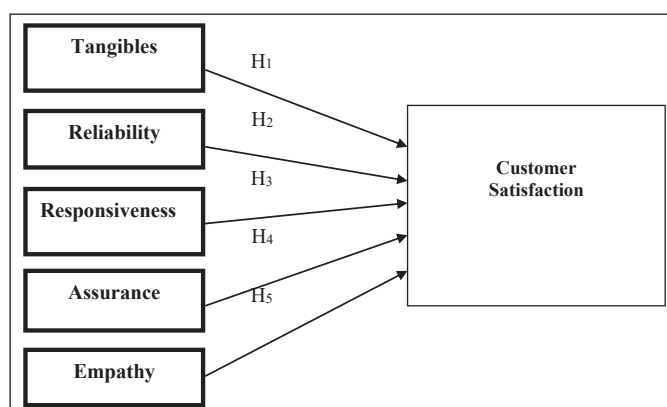 Tangibles
H1
Reliability
H2
Customer
Satisfaction
H3
Responsiveness
H4
Assurance
H5
Empathy